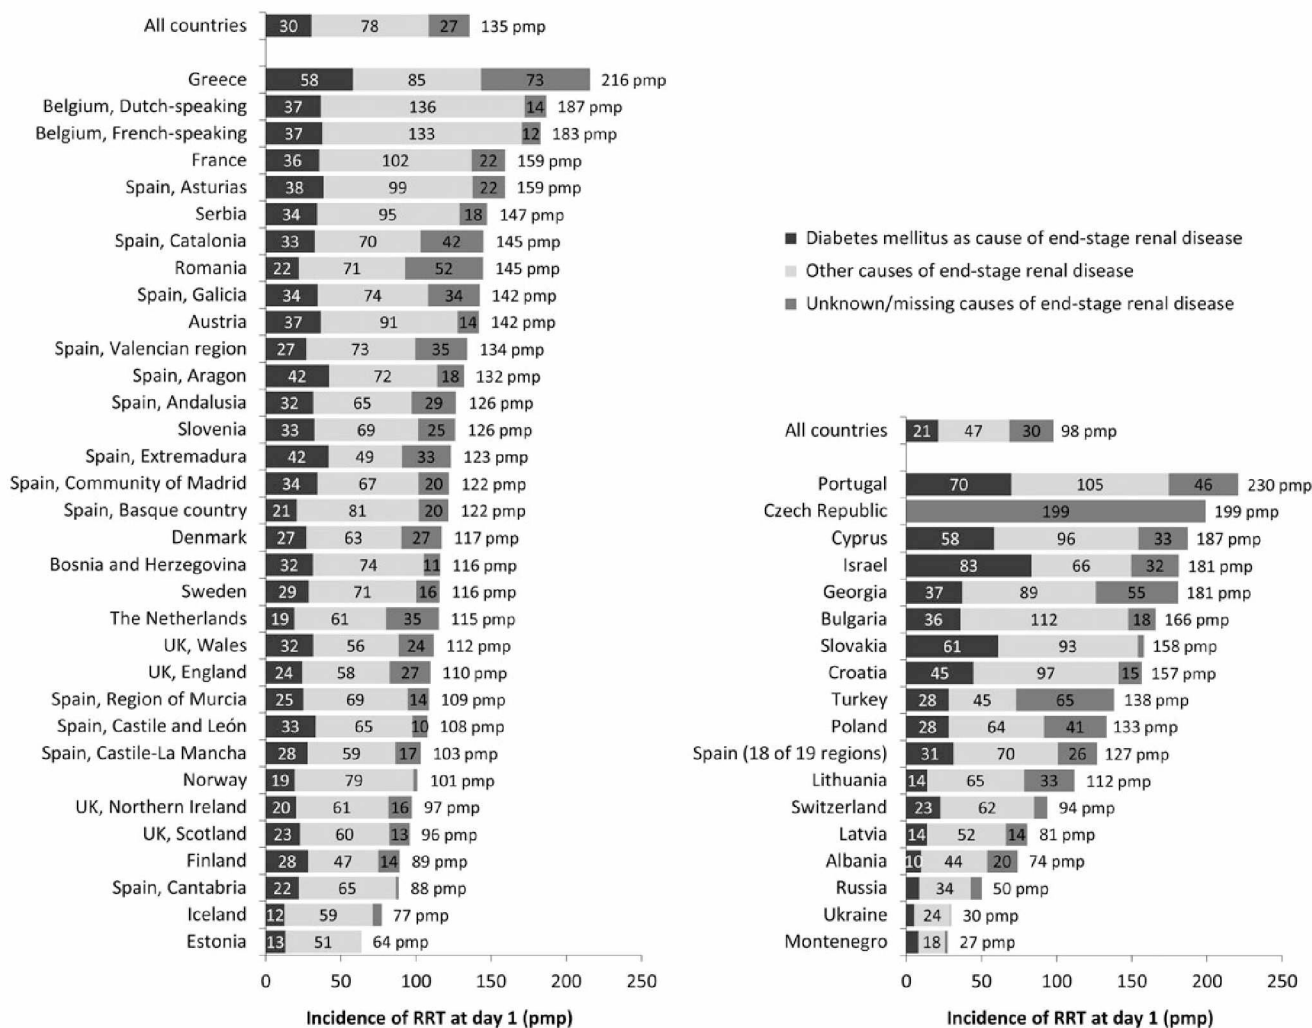 All countries 30 78 27 135 pmp
Greece 58 85 73 216 pmp
Belgium, Dutch-speaking 37 136 14 187 pmp
Belgium, French-speaking 37 133 12 183 pmp
France 36 102 22 159 pmp
Spain, Asturias 38 99 22 159 pmp
Serbia 34 95 18 147 pmp
Spain, Catalonia 33 70 42 145 pmp
Romania 22 71 52 145 pmp
Spain, Galicia 34 74 34 142 pmp
Austria 37 91 14 142 pmp
Spain, Valencian region 27 73 35 134 pmp
Spain, Aragon 42 72 18 132 pmp
Spain, Andalusia 32 65 29 126 pmp
Slovenia 33 69 25 126 pmp
Spain, Extremadura 42 49 33 123 pmp
Spain, Community of Madrid 34 67 20 122 pmp
Spain, Basque country 21 81 20 122 pmp
Denmark 27 63 27 117 pmp
Bosnia and Herzegovina 32 74 11 116 pmp
Sweden 29 71 16 116 pmp
The Netherlands 19 61 35 115 pmp
UK, Wales 32 56 24 112 pmp
UK, England 24 58 27 110 pmp
Spain, Region of Murcia 25 69 14 109 pmp
Spain, Castile and León 33 65 10 108 pmp
Spain, Castile-La Mancha 28 59 17 103 pmp
Norway 19 79 101 pmp
UK, Northern Ireland 20 61 16 97 pmp
UK, Scotland 23 60 13 96 pmp
Finland 28 47 14 89 pmp
Spain, Cantabria 22 65 88 pmp
Iceland 12 59 77 pmp
Estonia 13 51 64 pmp
0 50 100 150 200 250
Incidence of RRT at day 1 (pmp)
Diabetes mellitus as cause of end-stage renal disease
Other causes of end-stage renal disease
Unknown/missing causes of end-stage renal disease
All countries 21 47 30 98 pmp
Portugal 70 105 46 230 pmp
Czech Republic 199 199 pmp
Cyprus 58 96 33 187 pmp
Israel 83 66 32 181 pmp
Georgia 37 89 55 181 pmp
Bulgaria 36 112 18 166 pmp
Slovakia 61 93 158 pmp
Croatia 45 97 15 157 pmp
Turkey 28 45 65 138 pmp
Poland 28 64 41 133 pmp
Spain (18 of 19 regions) 31 70 26 127 pmp
Lithuania 14 65 33 112 pmp
Switzerland 23 62 94 pmp
Latvia 14 52 14 81 pmp
Albania 10 44 20 74 pmp
Russia 34 50 pmp
Ukraine 24 30 pmp
Montenegro 18 27 pmp
0 50 100 150 200 250
Incidence of RRT at day 1 (pmp)